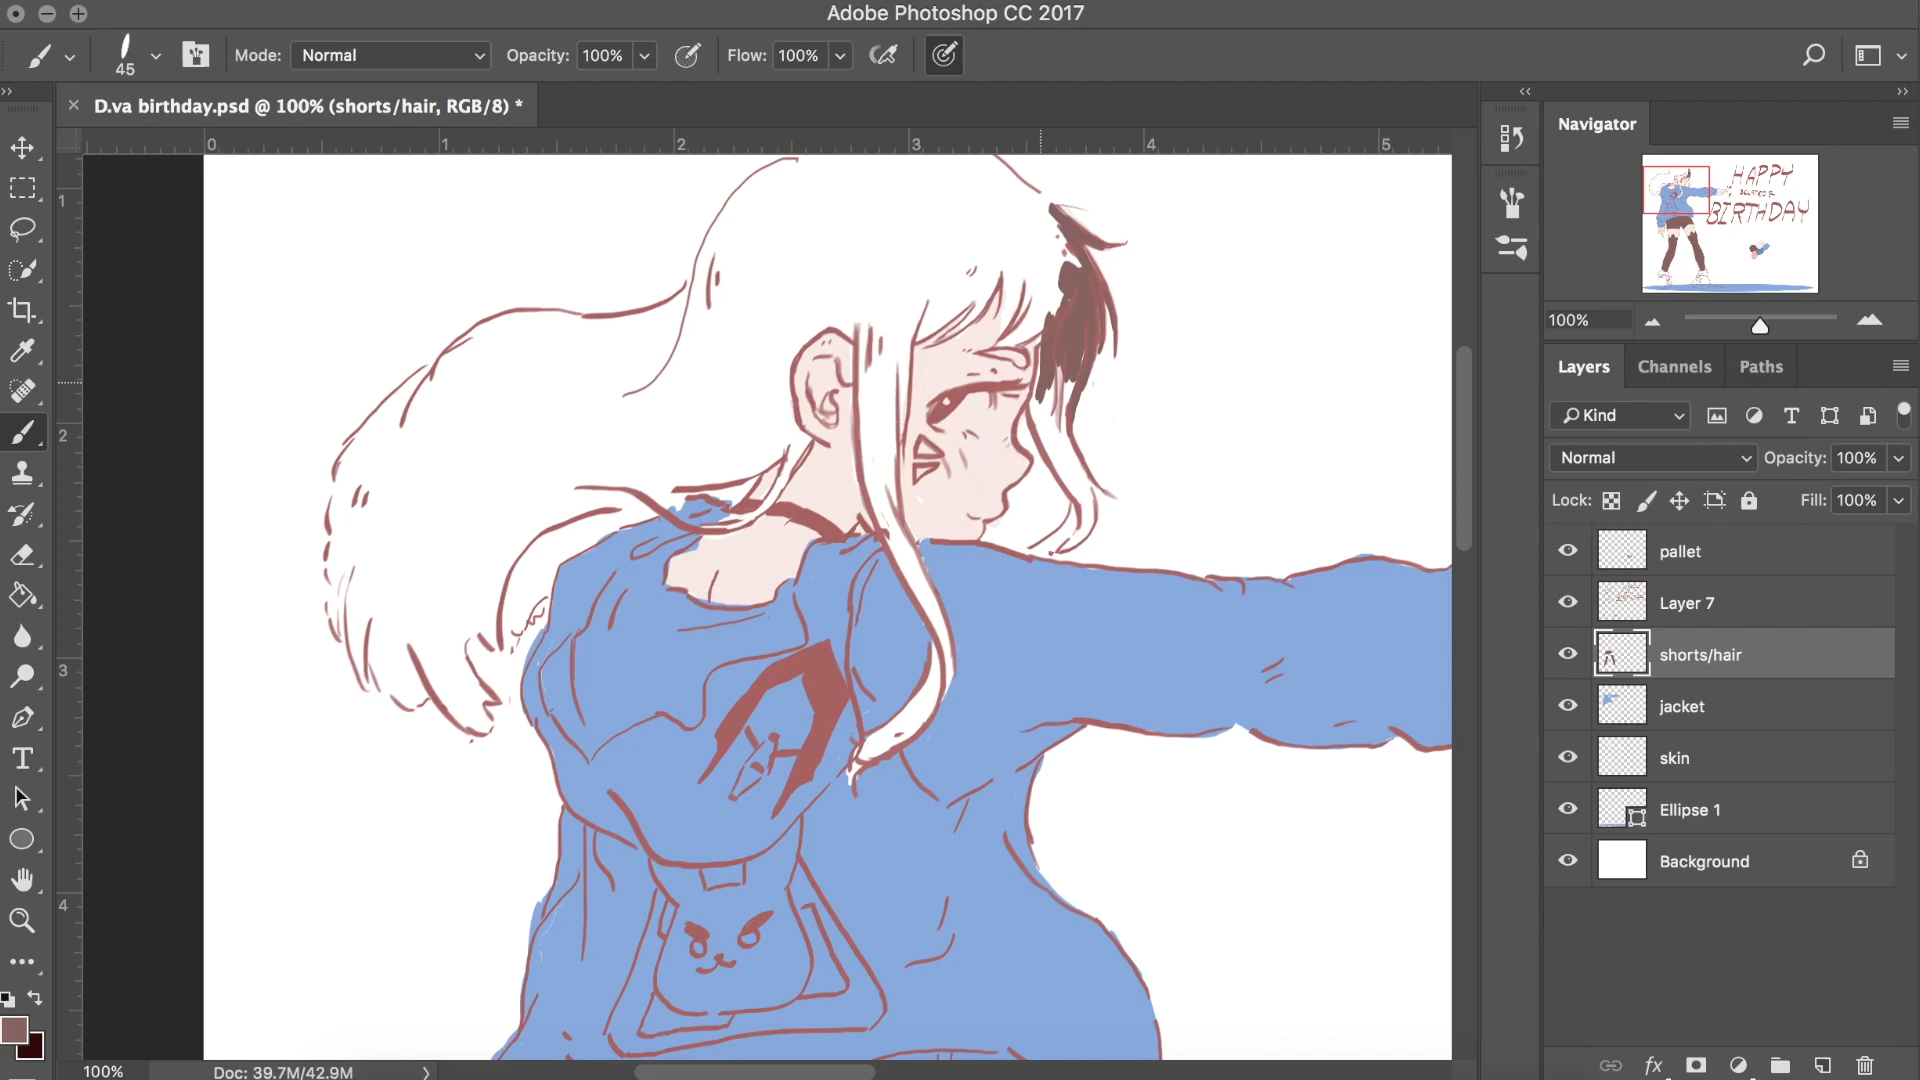 Adobe Photoshop CC 2017
45
Mode: Normal Opacity: 100% Flow: 100%
D.va birthday.psd @ 100% (shorts/hair, RGB/8) *
0 1 2 3 4 5
1
2
3
4
Navigator
HAPPY
BIRTHDAY
100%
Layers Channels Paths
Kind
Normal Opacity: 100%
Lock: Fill: 100%
pallet
Layer 7
shorts/hair
jacket
skin
Ellipse 1
Background
100% Doc: 39.7M/42.9M
fx